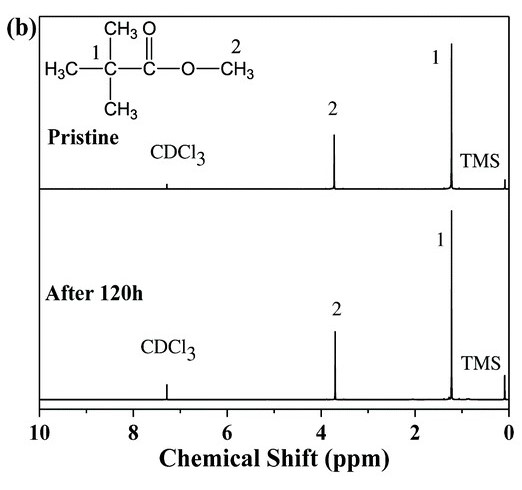 (b)
CH₃ O
1 2
H₃C—C—C—O—CH₃
CH₃
Pristine
CDCl₃
2
1
TMS
After 120h
CDCl₃
2
1
TMS
10 8 6 4 2 0
Chemical Shift (ppm)